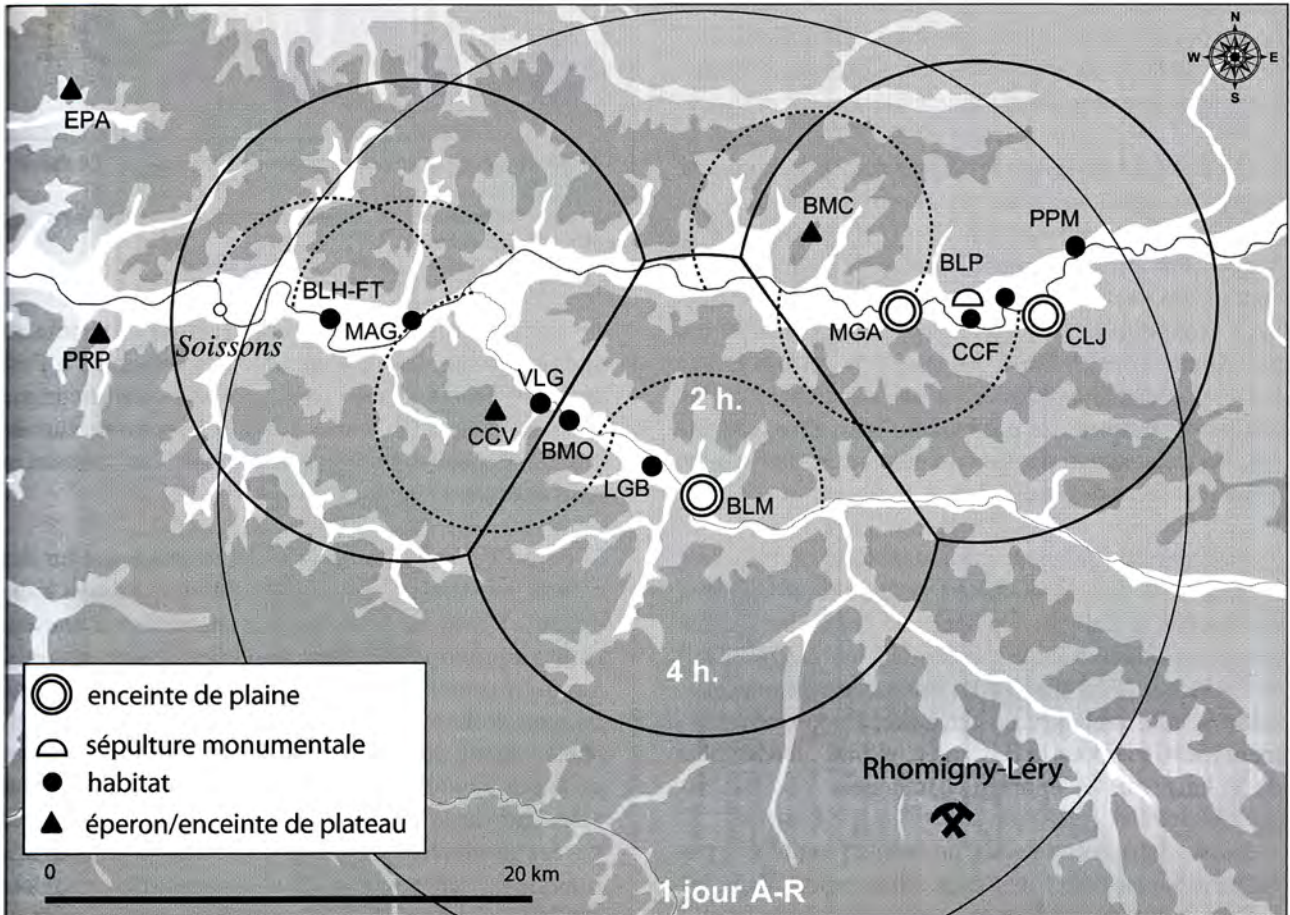 N
W E
S
EPA
BMC
PPM
BLP
BLH-FT
MAG
MGA
CCF
CLJ
PRP
Soissons
VLG
2 h.
CCV
BMO
LGB
BLM
4 h.
enceinte de plaine
sépulture monumentale
habitat
éperon/enceinte de plateau
Rhomigny-Léry
0 20 km
1 jour A-R